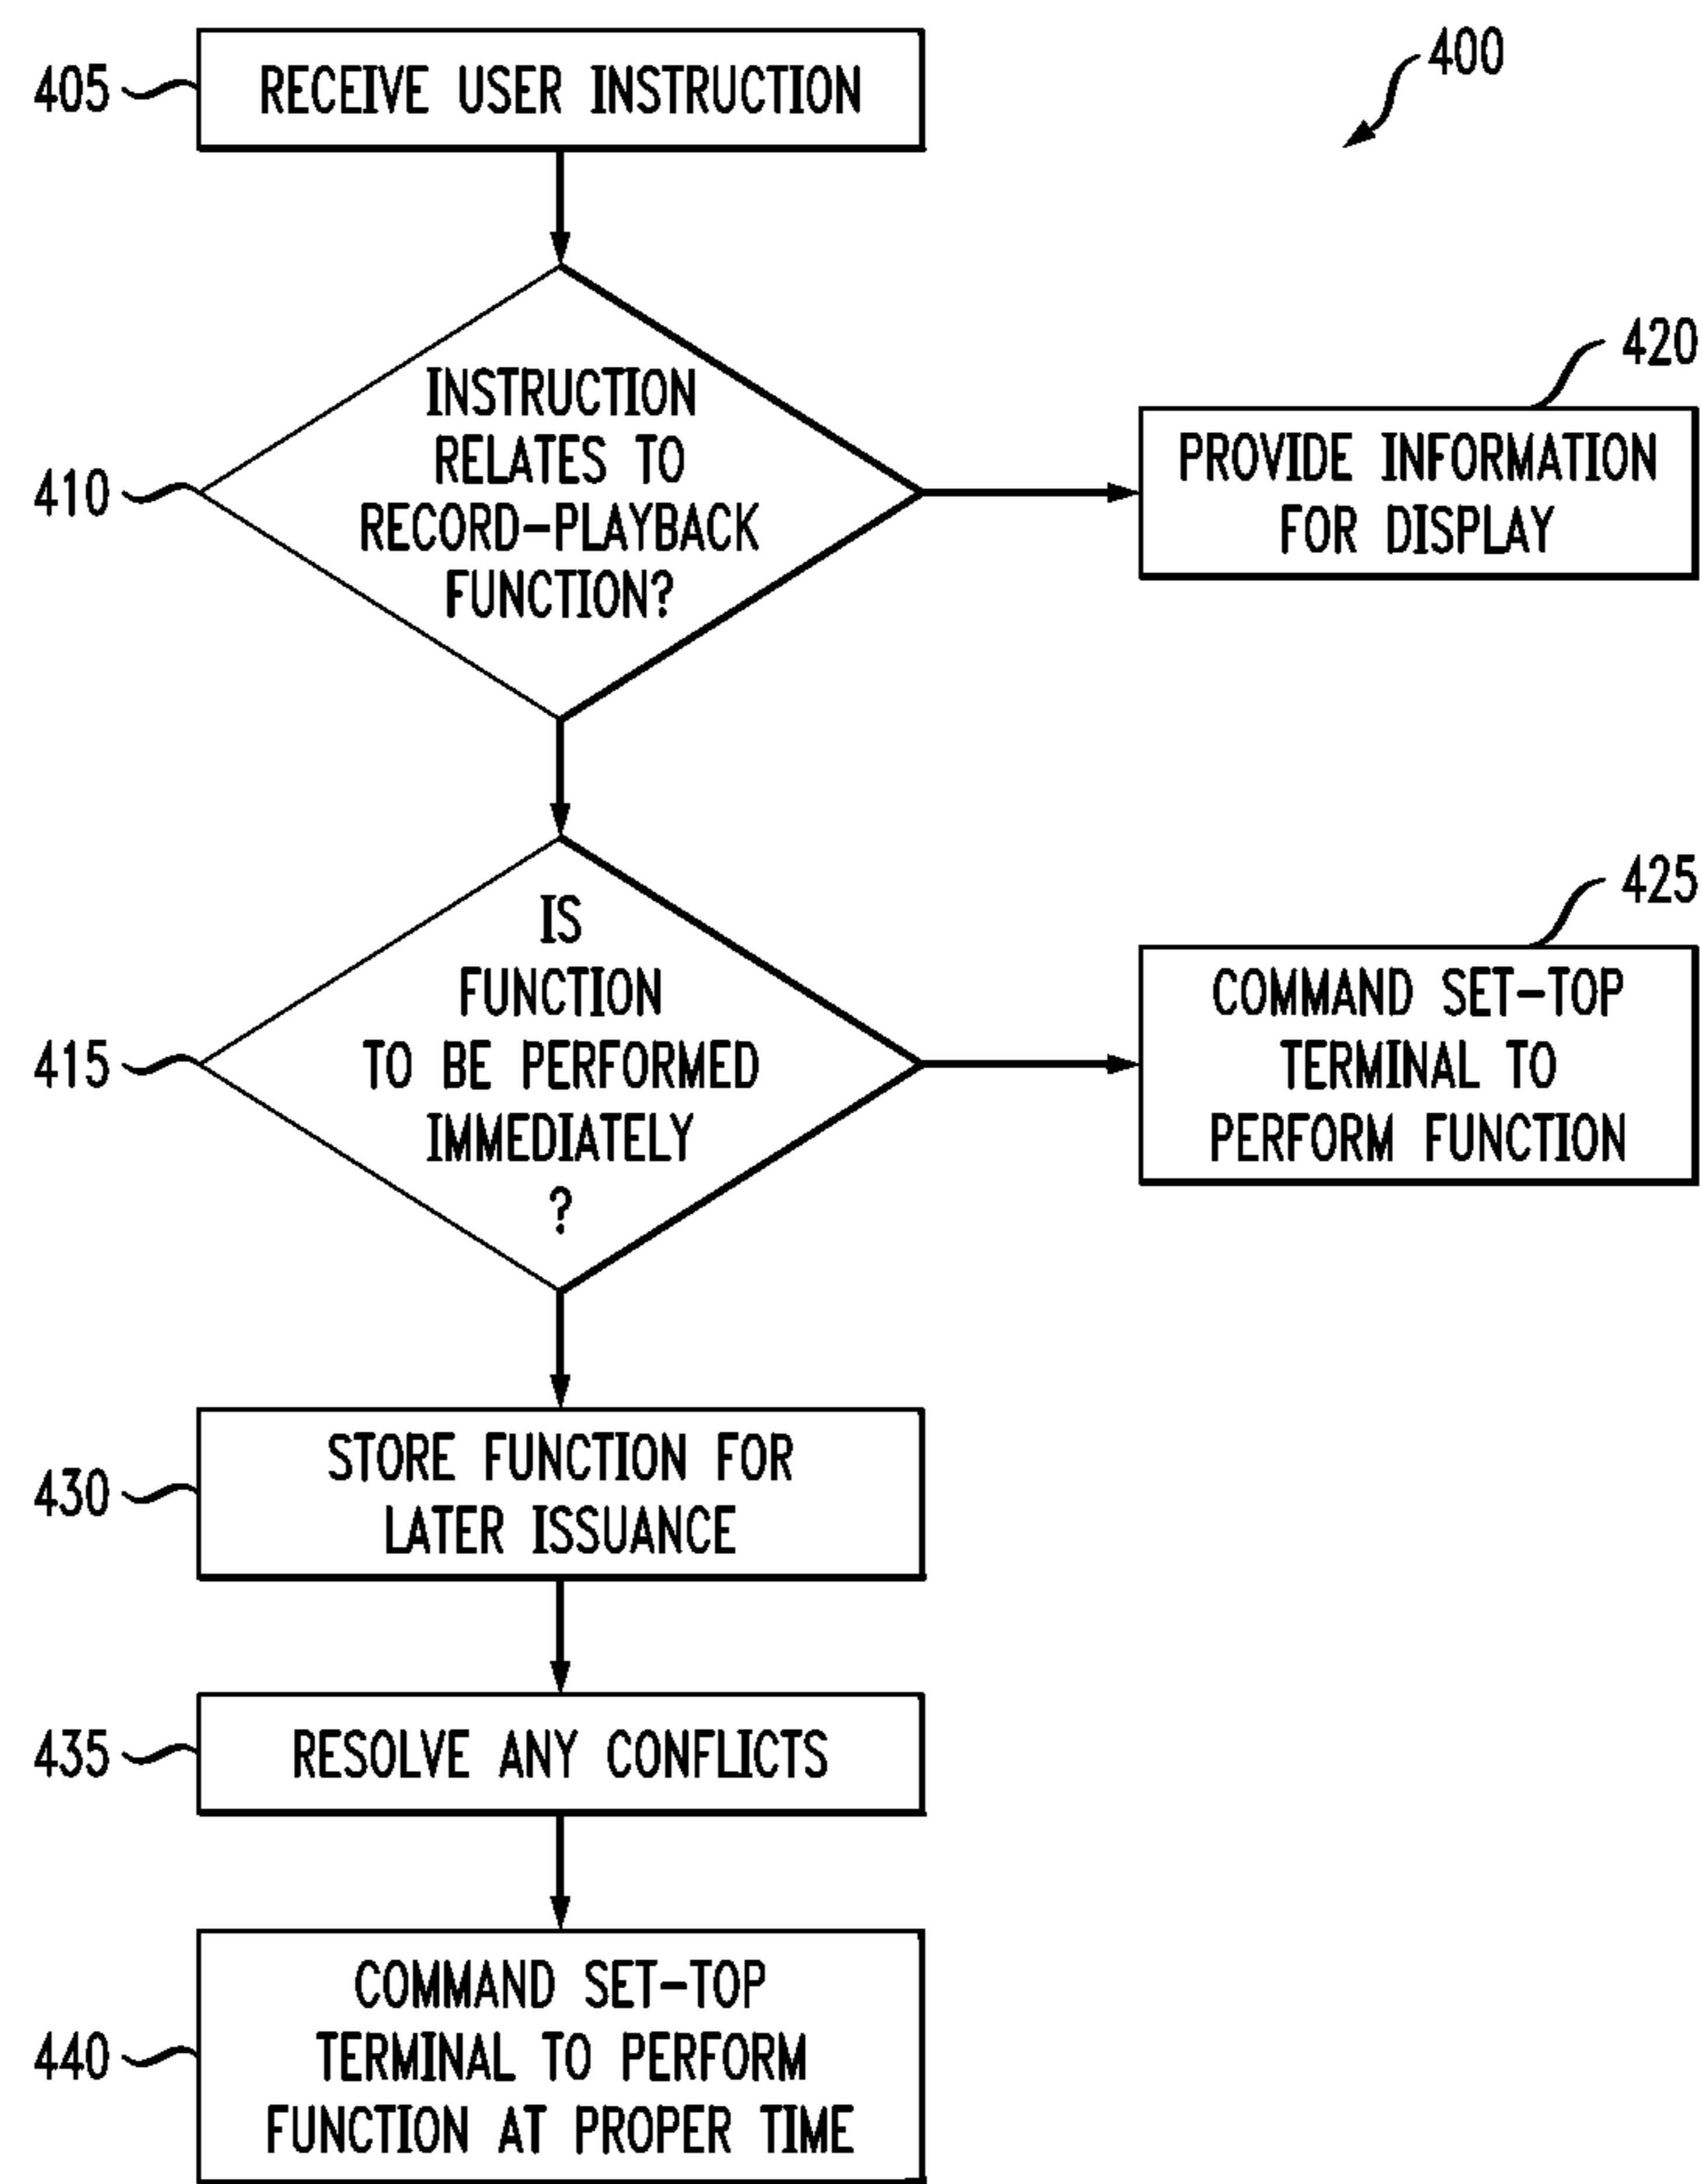 400
405
RECEIVE USER INSTRUCTION
410
INSTRUCTION
RELATES TO
RECORD-PLAYBACK
FUNCTION?
420
PROVIDE INFORMATION
FOR DISPLAY
415
IS
FUNCTION
TO BE PERFORMED
IMMEDIATELY
?
425
COMMAND SET-TOP
TERMINAL TO
PERFORM FUNCTION
430
STORE FUNCTION FOR
LATER ISSUANCE
435
RESOLVE ANY CONFLICTS
440
COMMAND SET-TOP
TERMINAL TO PERFORM
FUNCTION AT PROPER TIME